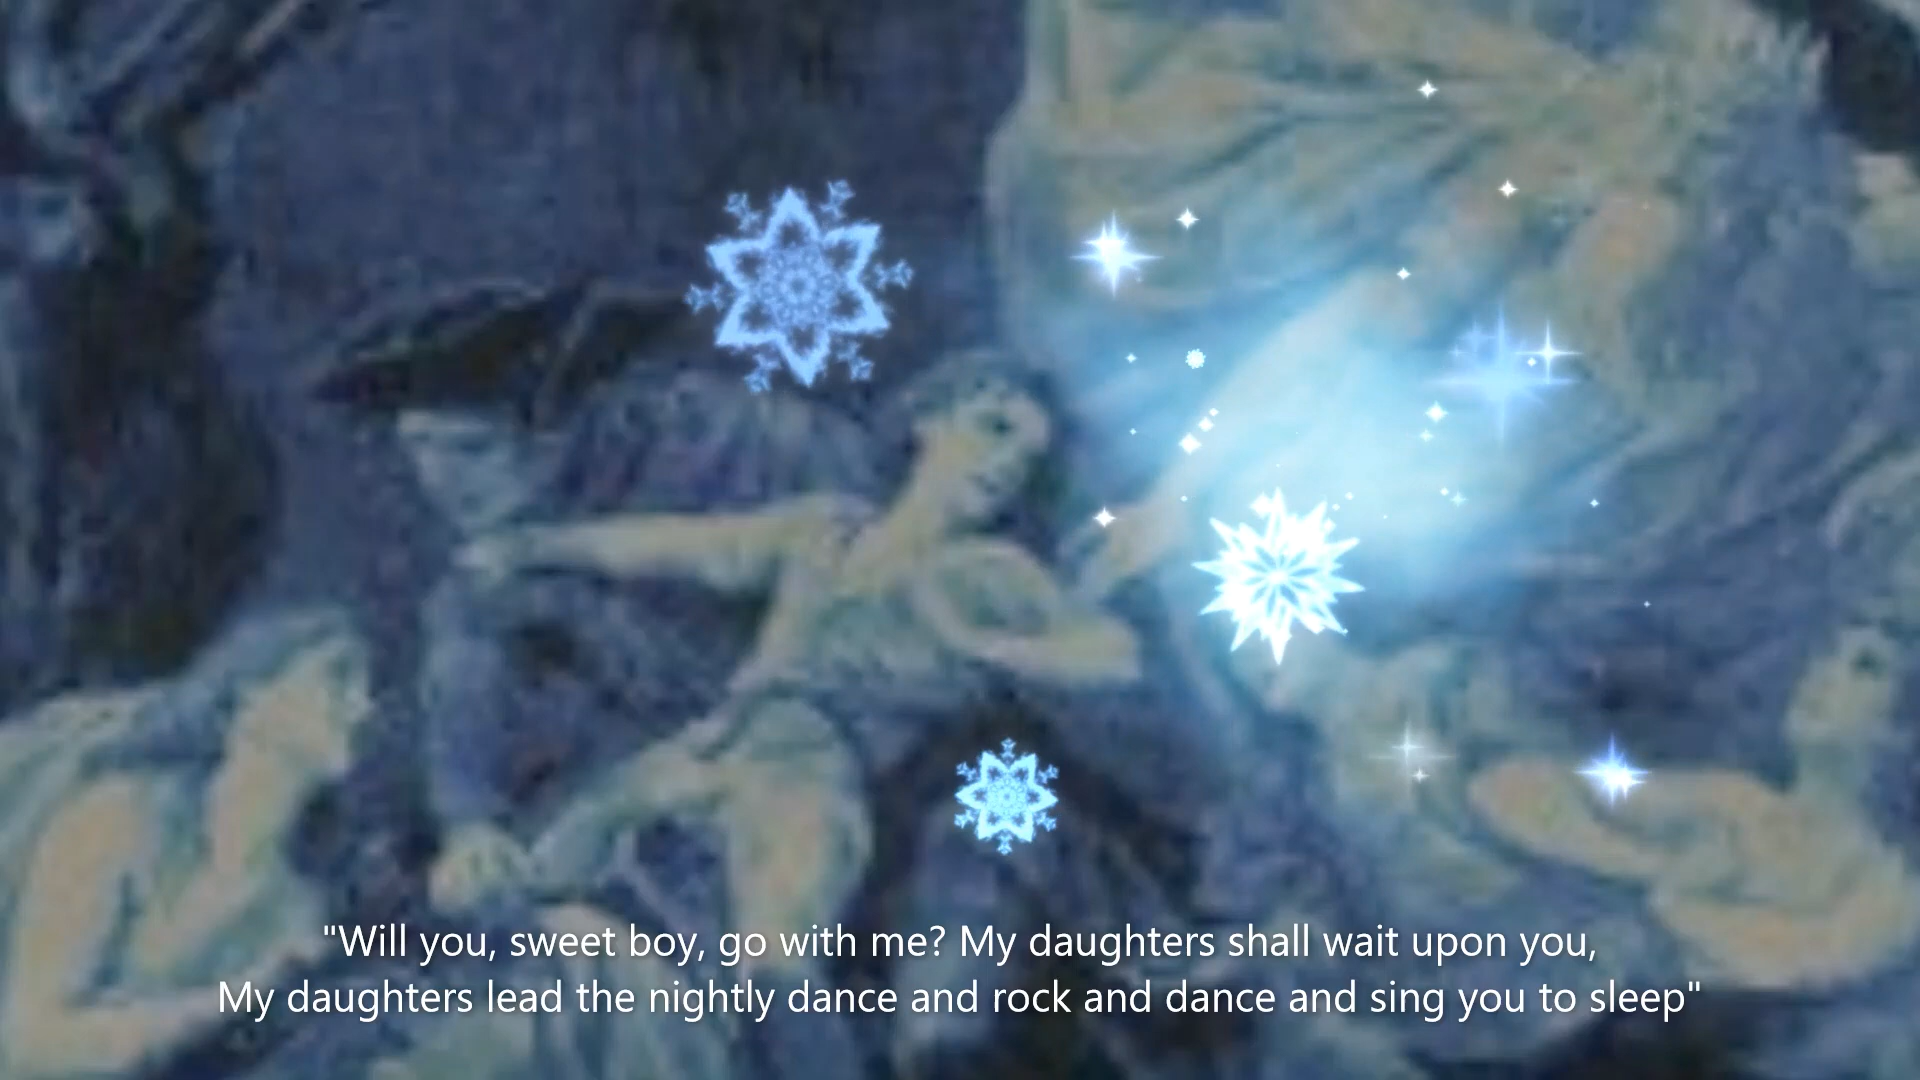 "Will you, sweet boy, go with me? My daughters shall wait upon you,
My daughters lead the nightly dance and rock and dance and sing you to sleep"